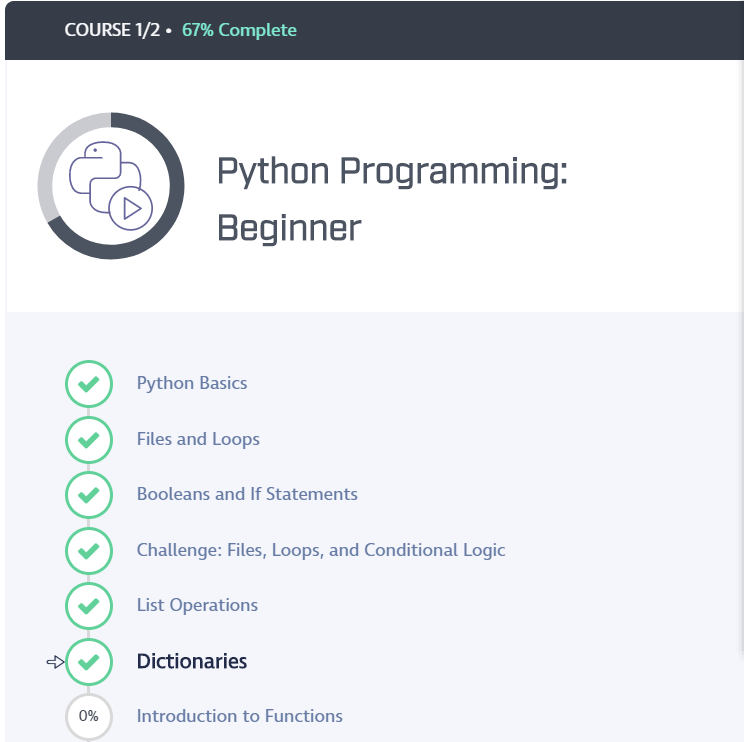 COURSE 1/2 • 67% Complete
Python Programming:
Beginner
Python Basics
Files and Loops
Booleans and If Statements
Challenge: Files, Loops, and Conditional Logic
List Operations
Dictionaries
0% Introduction to Functions